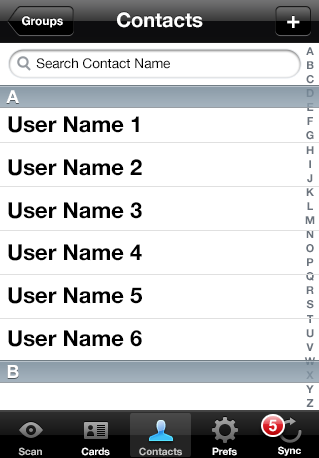 Groups
Contacts
+
Search Contact Name
A
User Name 1
User Name 2
User Name 3
User Name 4
User Name 5
User Name 6
B
A
B
C
D
E
F
G
H
I
J
K
L
M
N
O
P
Q
R
S
T
U
V
W
X
Y
Z
Scan
Cards
Contacts
Prefs
5
Sync